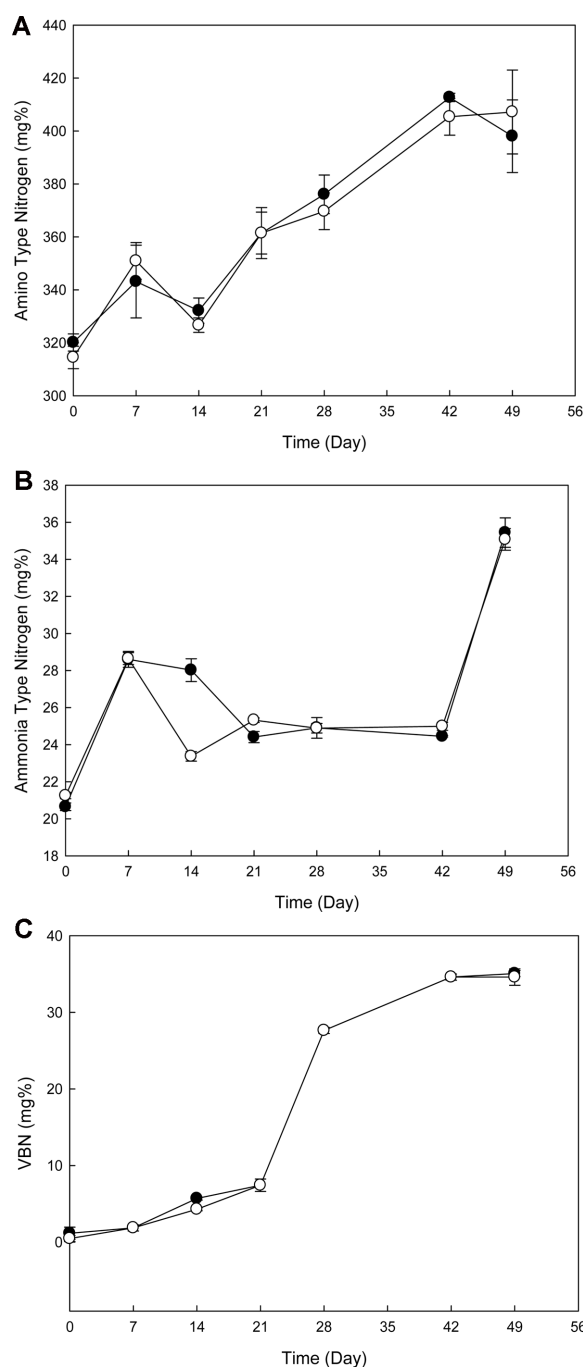 A
440
420
400
380
360
340
320
300
Amino Type Nitrogen (mg%)
0 7 14 21 28 35 42 49 56
Time (Day)
B
38
36
34
32
30
28
26
24
22
20
18
Ammonia Type Nitrogen (mg%)
0 7 14 21 28 35 42 49 56
Time (Day)
C
40
30
20
10
0
VBN (mg%)
0 7 14 21 28 35 42 49 56
Time (Day)